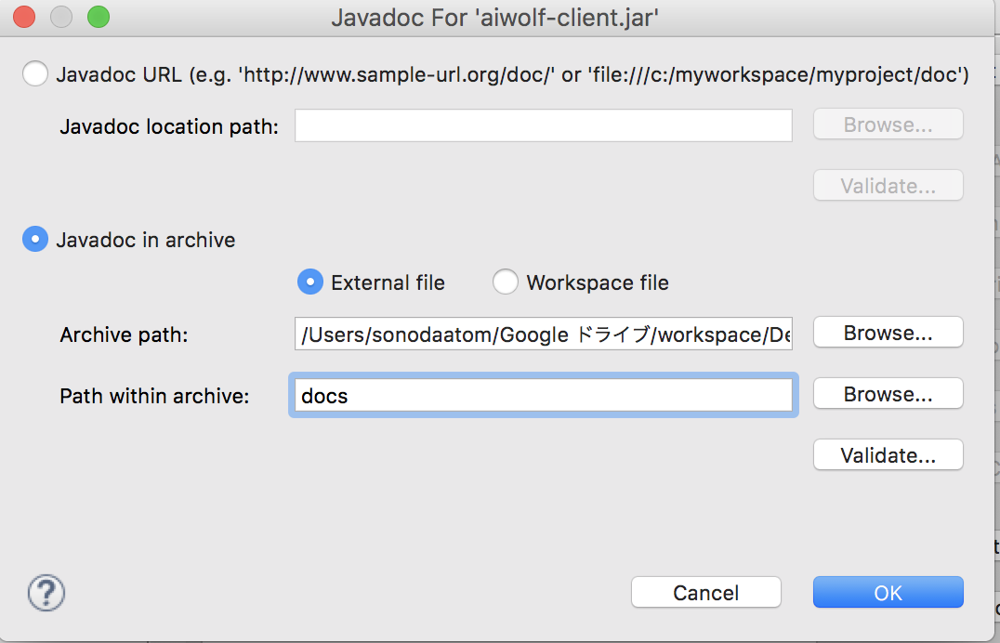 Javadoc For 'aiwolf-client.jar'
Javadoc URL (e.g. 'http://www.sample-url.org/doc/' or 'file:///c:/myworkspace/myproject/doc')
Javadoc location path: Browse...
Validate...
Javadoc in archive
External file Workspace file
Archive path: /Users/sonodaatom/Google ドライブ/workspace/De Browse...
Path within archive: docs Browse...
Validate...
? Cancel OK